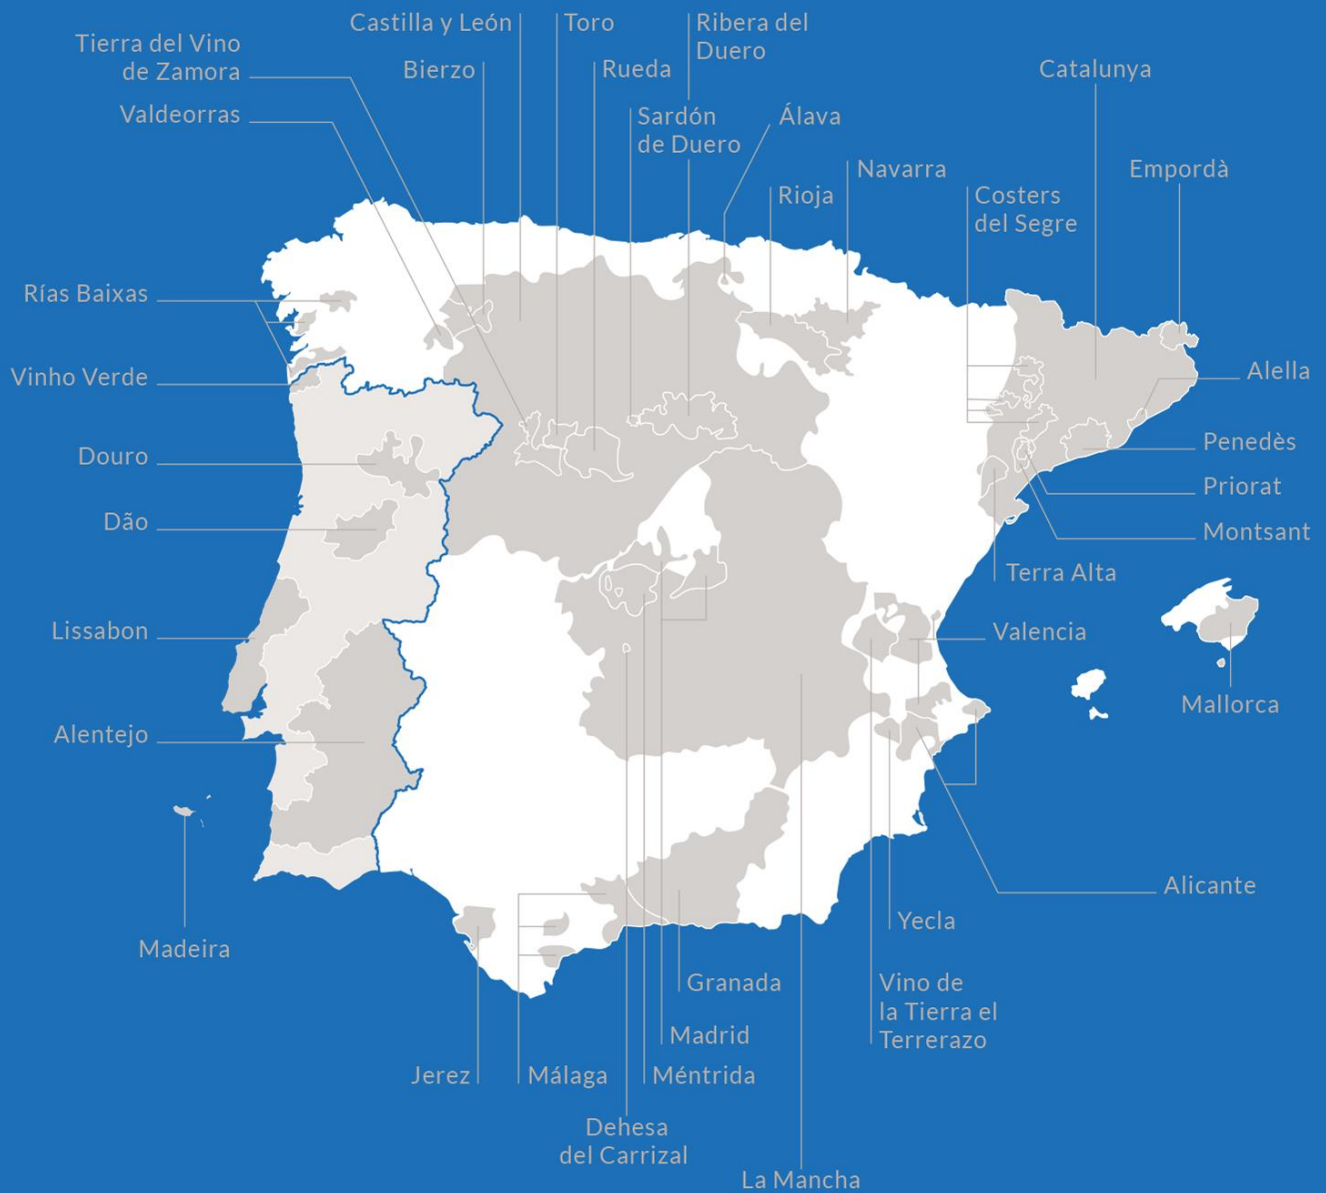 Castilla y León
Toro
Ribera del
Duero
Tierra del Vino
de Zamora
Bierzo
Rueda
Catalunya
Valdeorras
Sardón
de Duero
Álava
Navarra
Empordà
Rioja
Costers
del Segre
Rías Baixas
Vinho Verde
Alella
Douro
Penedès
Priorat
Dão
Montsant
Terra Alta
Lissabon
Valencia
Mallorca
Alentejo
Alicante
Yecla
Madeira
Granada
Vino de
la Tierra el
Terrerazo
Madrid
Jerez
Málaga
Méntrida
Dehesa
del Carrizal
La Mancha